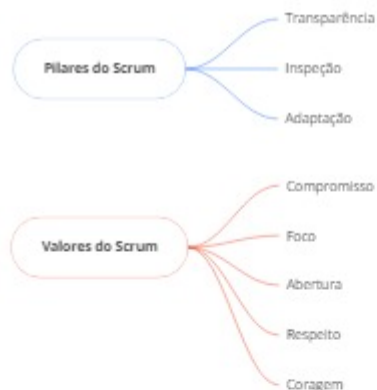 Pilares do Scrum
Transparência
Inspeção
Adaptação
Valores do Scrum
Compromisso
Foco
Abertura
Respeito
Coragem